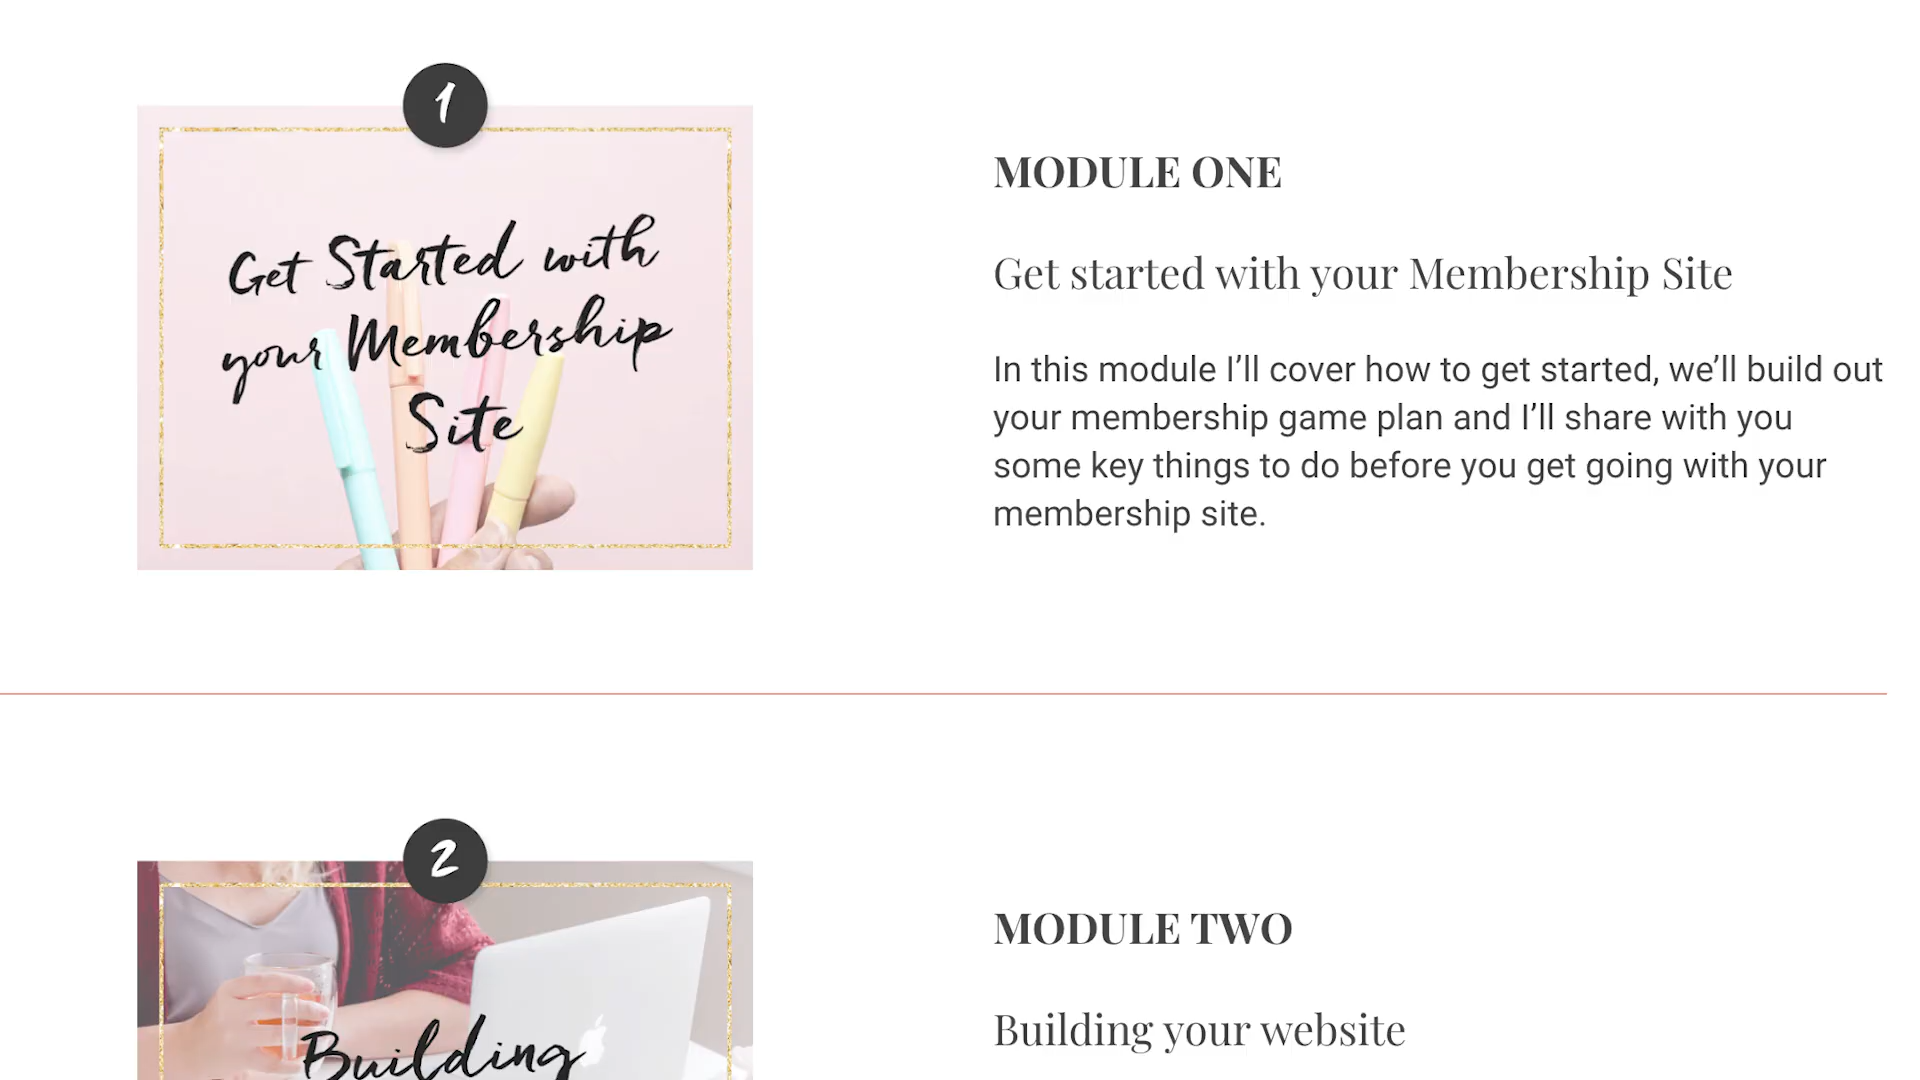 1
Get Started with
your Membership
Site
MODULE ONE
Get started with your Membership Site
In this module I’ll cover how to get started, we’ll build out
your membership game plan and I’ll share with you
some key things to do before you get going with your
membership site.
2
Building
MODULE TWO
Building your website